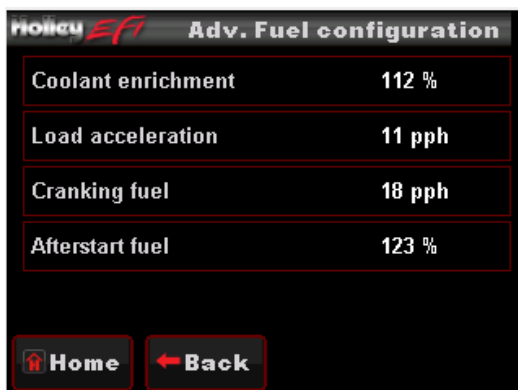 Holley EFI Adv. Fuel configuration
Coolant enrichment 112 %
Load acceleration 11 pph
Cranking fuel 18 pph
Afterstart fuel 123 %
Home Back